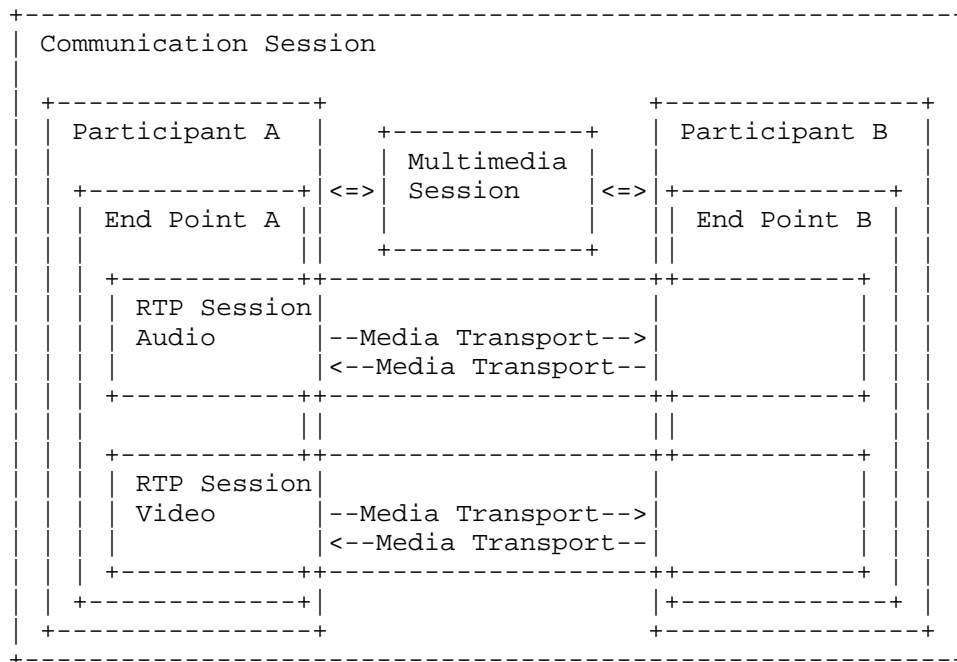 Communication Session
Participant A Participant B
Multimedia
Session
<=> <=>
End Point A End Point B
RTP Session
Audio --Media Transport-->
<--Media Transport--
RTP Session
Video --Media Transport-->
<--Media Transport--